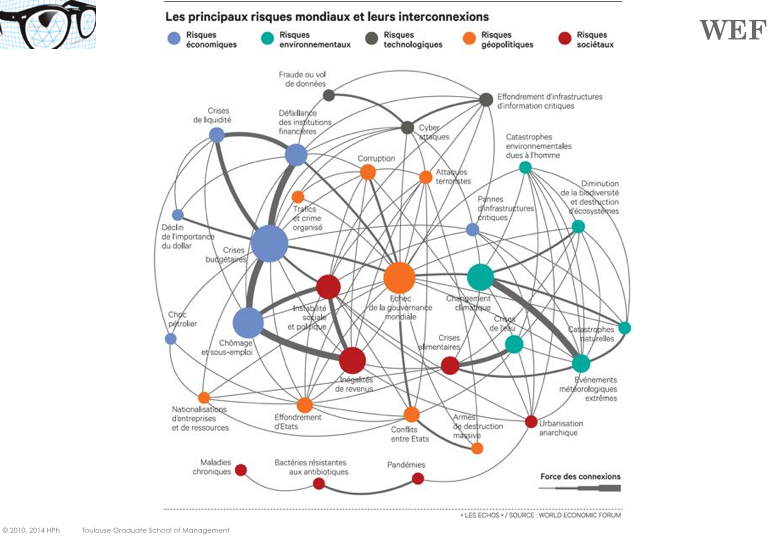 Les principaux risques mondiaux et leurs interconnexions
WEF
Risques
économiques
Risques
environnementaux
Risques
technologiques
Risques
géopolitiques
Risques
sociétaux
Fraude ou vol
de données
Effondrement d'infrastructures
d'information critiques
Crises
de liquidité
Défaillance
des institutions
financières
Cyber
attaques
Catastrophes
environnementales
dues à l'homme
Corruption
Attaques
terroristes
Diminution
de la biodiversité
et destruction
d'écosystèmes
Trafics
et crime
organisé
Pannes
d'infrastructures
critiques
Déclin
de l'importance
du dollar
Crises
budgétaires
Echec
de la gouvernance
mondiale
Changement
climatique
Instabilité
sociale
et politique
Choc
pétrolier
Crises
de l'eau
Catastrophes
naturelles
Chômage
et sous-emploi
Crises
alimentaires
Inégalités
de revenus
Evénements
météorologiques
extrêmes
Nationalisations
d'entreprises
et de ressources
Effondrement
d'Etats
Conflits
entre Etats
Armes
de destruction
massive
Urbanisation
anarchique
Maladies
chroniques
Bactéries résistantes
aux antibiotiques
Pandémies
Force des connexions
« LES ECHOS » / SOURCE : WORLD ECONOMIC FORUM
© 2010, 2014 HPh Toulouse Graduate School of Management